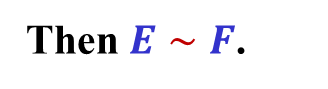 Then E ~ F.